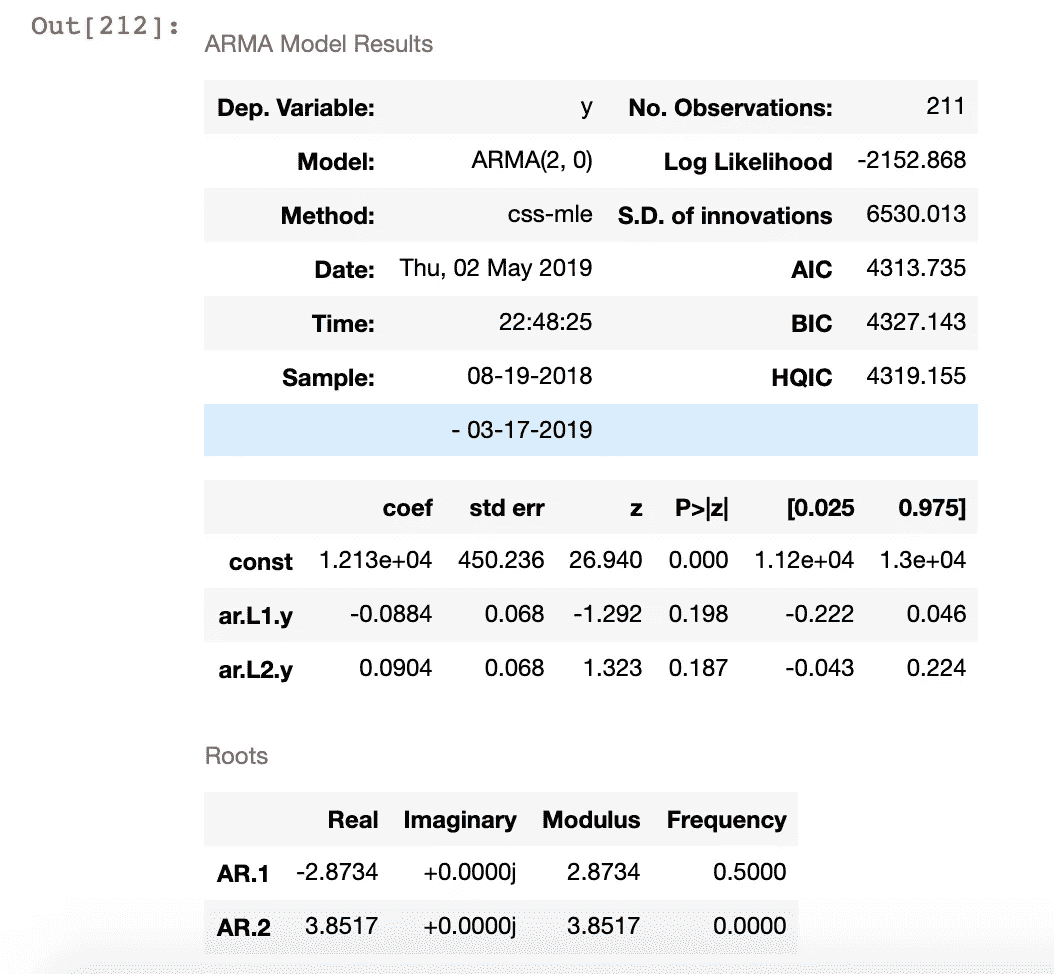 Out[212]:
ARMA Model Results
Dep. Variable: y No. Observations: 211
Model: ARMA(2, 0) Log Likelihood -2152.868
Method: css-mle S.D. of innovations 6530.013
Date: Thu, 02 May 2019 AIC 4313.735
Time: 22:48:25 BIC 4327.143
Sample: 08-19-2018 HQIC 4319.155
- 03-17-2019
coef std err z P>|z| [0.025 0.975]
const 1.213e+04 450.236 26.940 0.000 1.12e+04 1.3e+04
ar.L1.y -0.0884 0.068 -1.292 0.198 -0.222 0.046
ar.L2.y 0.0904 0.068 1.323 0.187 -0.043 0.224
Roots
Real Imaginary Modulus Frequency
AR.1 -2.8734 +0.0000j 2.8734 0.5000
AR.2 3.8517 +0.0000j 3.8517 0.0000